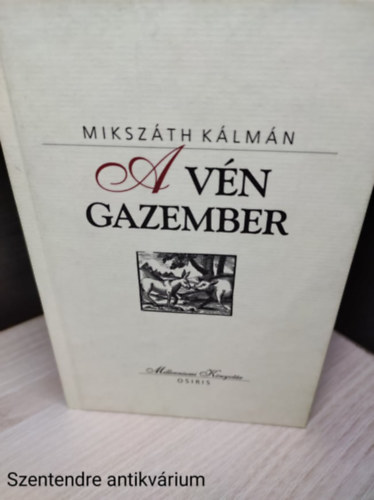 MIKSZÁTH KÁLMÁN
A VÉN
GAZEMBER
Millenniumi Könyvtár
OSIRIS
Szentendre antikvárium